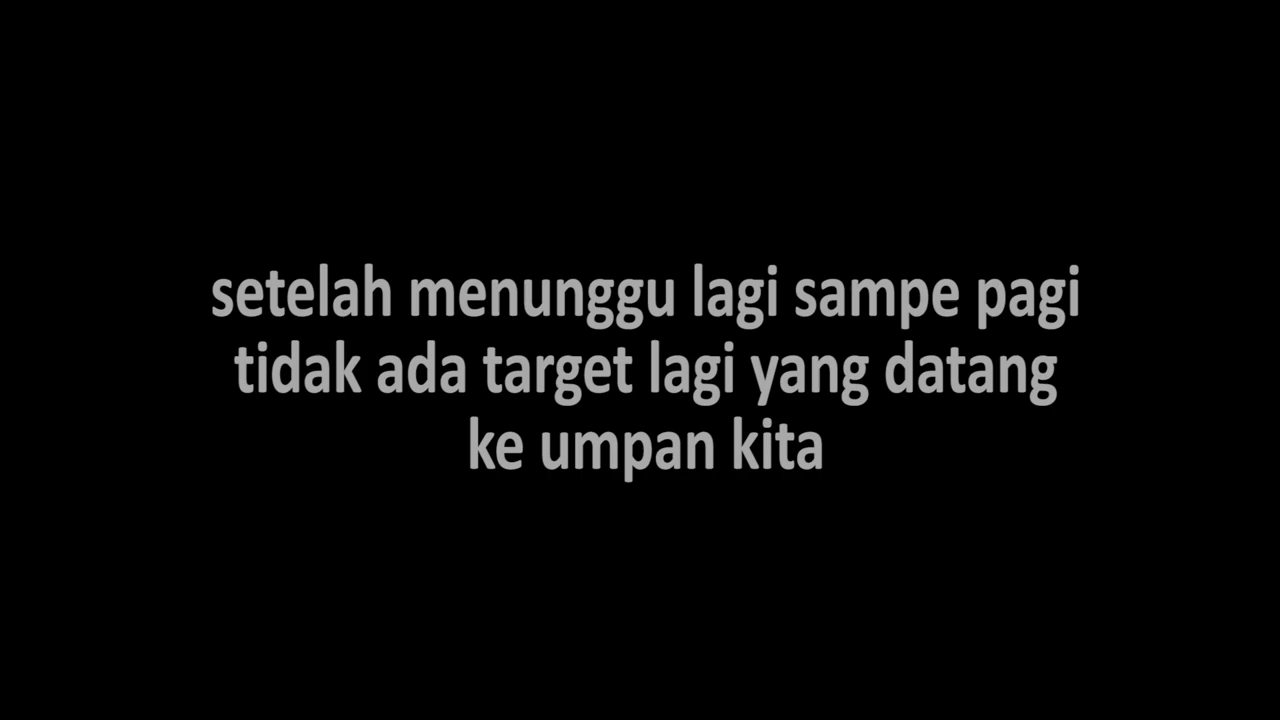 setelah menunggu lagi sampe pagi
tidak ada target lagi yang datang
ke umpan kita